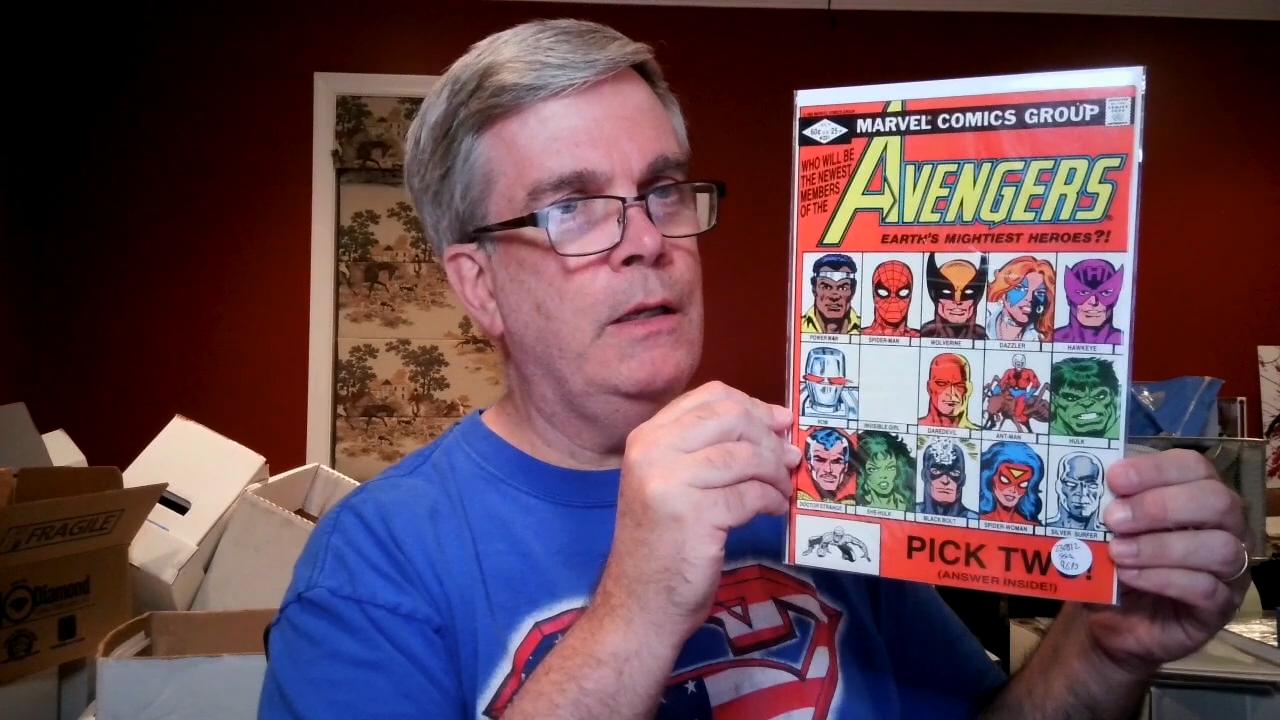 MARVEL COMICS GROUP
60¢
25p
#221
WHO WILL BE
THE NEWEST
MEMBERS
OF THE
AVENGERS
EARTH'S MIGHTIEST HEROES?!
POWER MAN
SPIDER-MAN
WOLVERINE
DAZZLER
HAWKEYE
ROM
INVISIBLE GIRL
DAREDEVIL
ANT-MAN
HULK
DOCTOR STRANGE
SHE-HULK
BLACK BOLT
SPIDER-WOMAN
SILVER SURFER
PICK TW
!
(ANSWER INSIDE!)
FRAGILE
Diamond